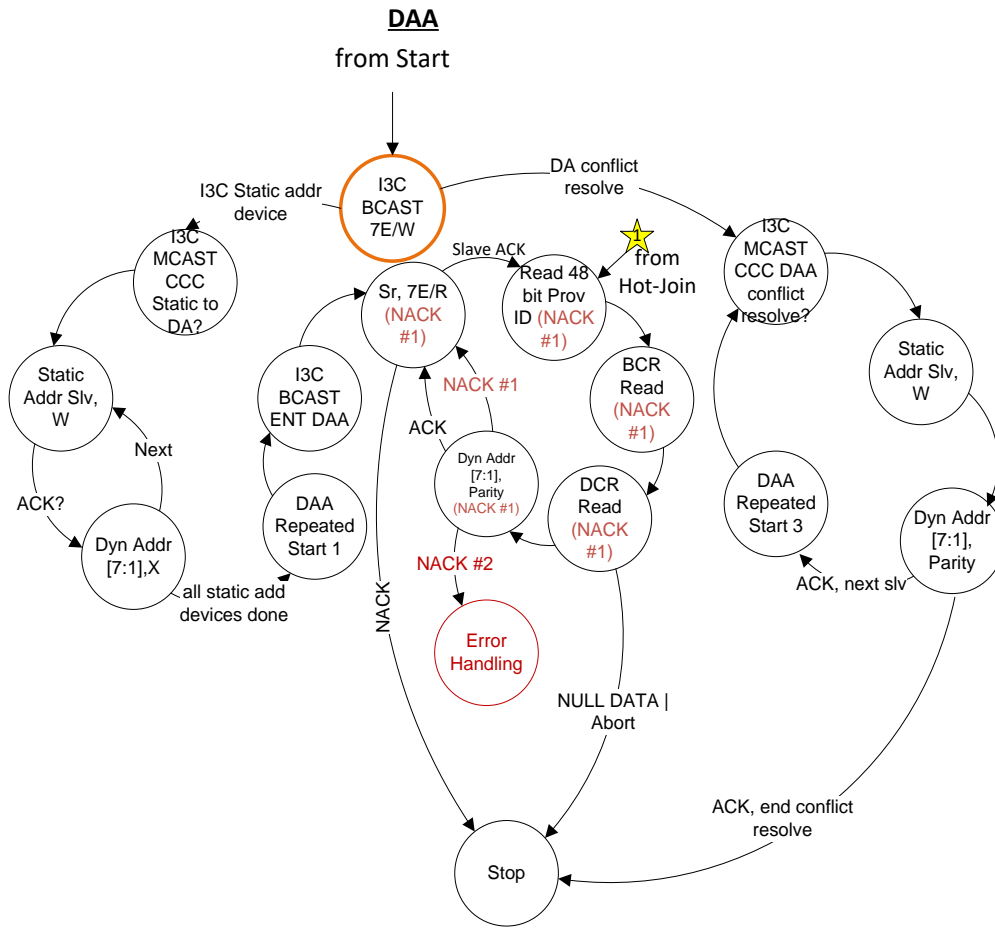 DAA
from Start
I3C
BCAST
7E/W
I3C Static addr
device
DA conflict
resolve
I3C
MCAST
CCC
Static to
DA?
Slave ACK
1
from
Hot-Join
I3C
MCAST
CCC DAA
conflict
resolve?
Sr, 7E/R
(NACK
#1)
Read 48
bit Prov
ID (NACK
#1)
Static
Addr Slv,
W
I3C
BCAST
ENT DAA
NACK #1
ACK
BCR
Read
(NACK
#1)
Static
Addr Slv,
W
Next
ACK?
Dyn Addr
[7:1],X
all static add
devices done
DAA
Repeated
Start 1
Dyn Addr
[7:1],
Parity
(NACK #1)
DCR
Read
(NACK
#1)
DAA
Repeated
Start 3
Dyn Addr
[7:1],
Parity
ACK, next slv
NACK
NACK #2
Error
Handling
NULL DATA |
Abort
ACK, end conflict
resolve
Stop